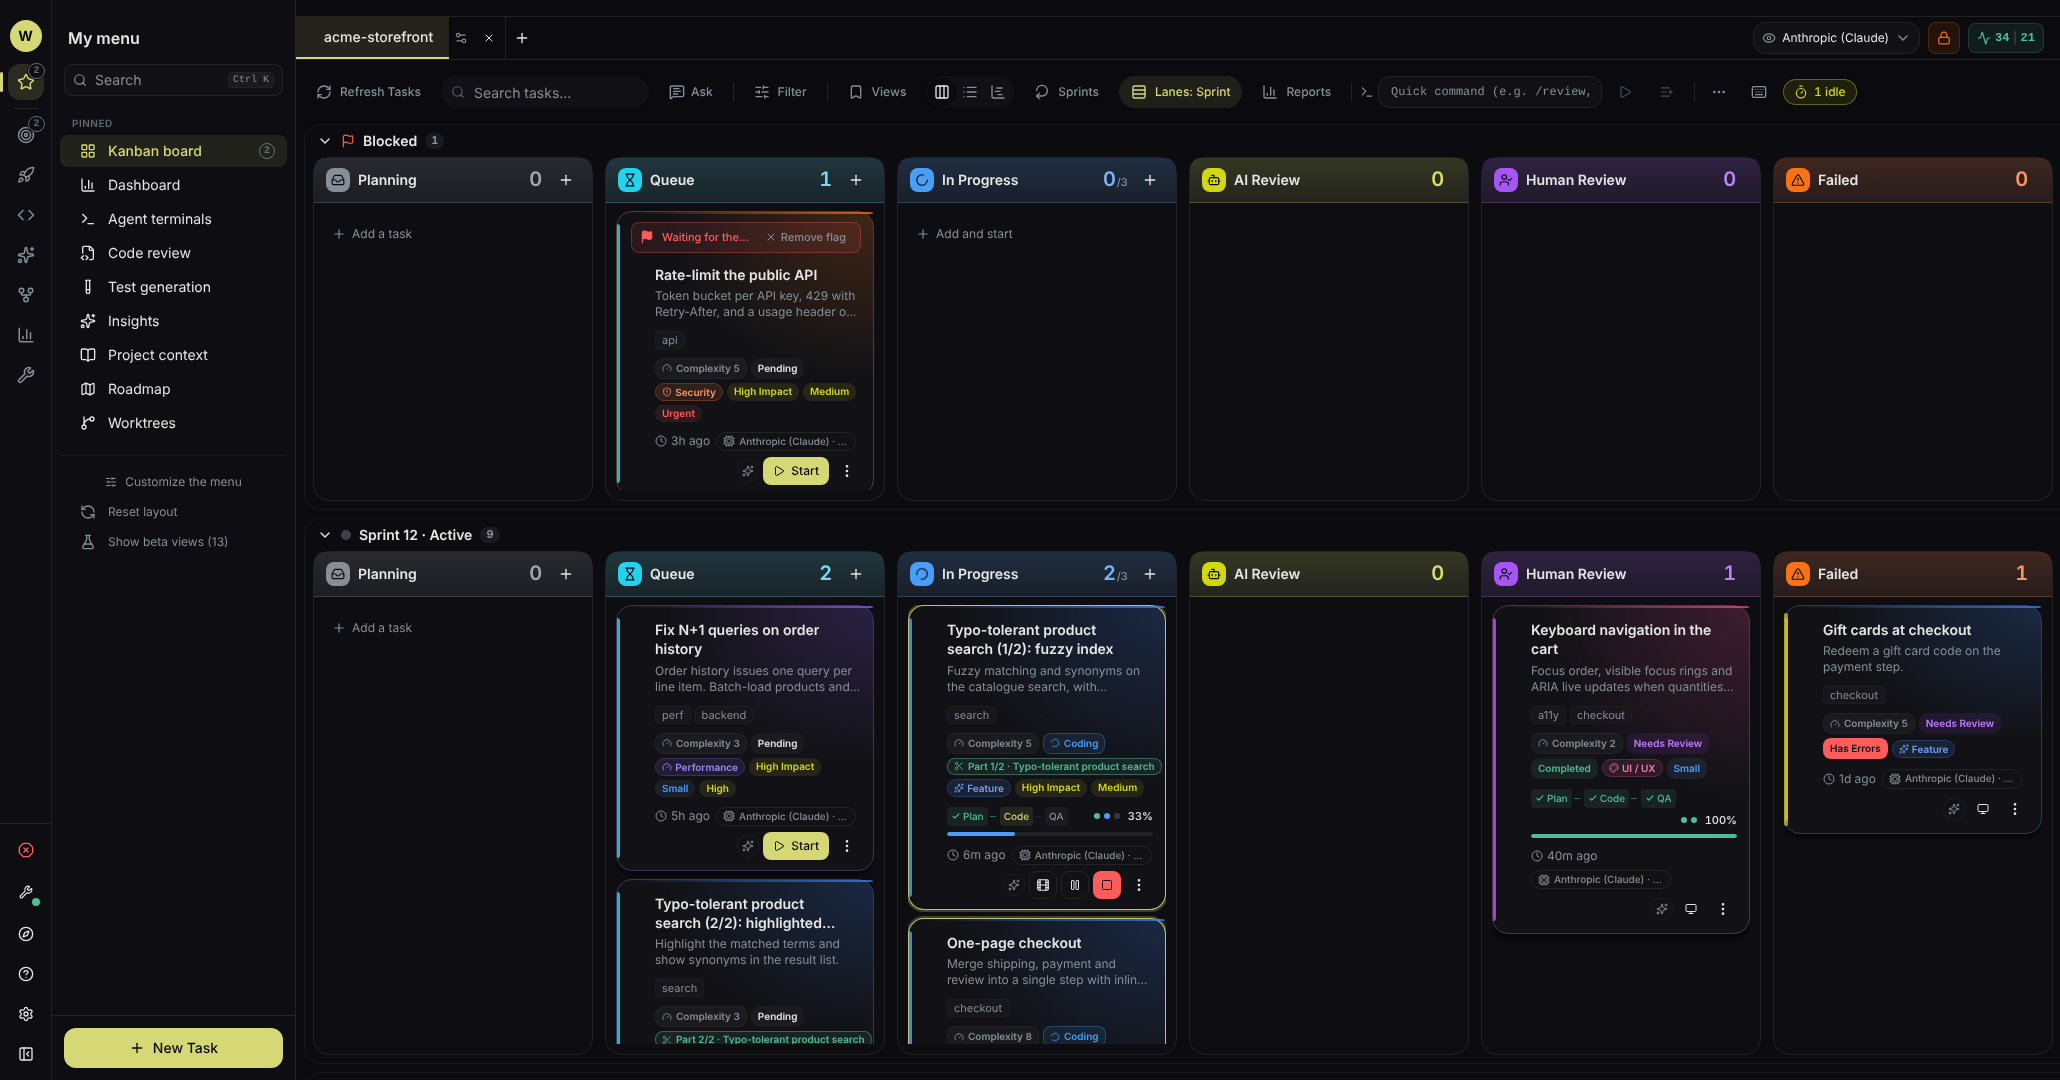 W
My menu
Search
Ctrl K
2
2
PINNED
Kanban board
2
Dashboard
Agent terminals
Code review
Test generation
Insights
Project context
Roadmap
Worktrees
Customize the menu
Reset layout
Show beta views (13)
New Task
acme-storefront
Anthropic (Claude)
34 | 21
Refresh Tasks
Search tasks...
Ask
Filter
Views
Sprints
Lanes: Sprint
Reports
Quick command (e.g. /review,
1 idle
Blocked 1
Planning 0
Add a task
Queue 1
Waiting for the...
Remove flag
Rate-limit the public API
Token bucket per API key, 429 with
Retry-After, and a usage header o...
api
Complexity 5 Pending
Security High Impact Medium
Urgent
3h ago Anthropic (Claude) · ...
Start
In Progress 0/3
Add and start
AI Review 0
Human Review 0
Failed 0
Sprint 12 · Active 9
Planning 0
Add a task
Queue 2
Fix N+1 queries on order
history
Order history issues one query per
line item. Batch-load products and...
perf backend
Complexity 3 Pending
Performance High Impact
Small High
5h ago Anthropic (Claude) · ...
Start
Typo-tolerant product
search (2/2): highlighted...
Highlight the matched terms and
show synonyms in the result list.
search
Complexity 3 Pending
Part 2/2 · Typo-tolerant product search
In Progress 2/3
Typo-tolerant product
search (1/2): fuzzy index
Fuzzy matching and synonyms on
the catalogue search, with...
search
Complexity 5 Coding
Part 1/2 · Typo-tolerant product search
Feature High Impact Medium
Plan – Code – QA 33%
6m ago Anthropic (Claude) · ...
One-page checkout
Merge shipping, payment and
review into a single step with inlin...
checkout
Complexity 8 Coding
AI Review 0
Human Review 1
Keyboard navigation in the
cart
Focus order, visible focus rings and
ARIA live updates when quantities...
a11y checkout
Complexity 2 Needs Review
Completed UI / UX Small
Plan – Code – QA
100%
40m ago
Anthropic (Claude) · ...
Failed 1
Gift cards at checkout
Redeem a gift card code on the
payment step.
checkout
Complexity 5 Needs Review
Has Errors Feature
1d ago Anthropic (Claude) · ...